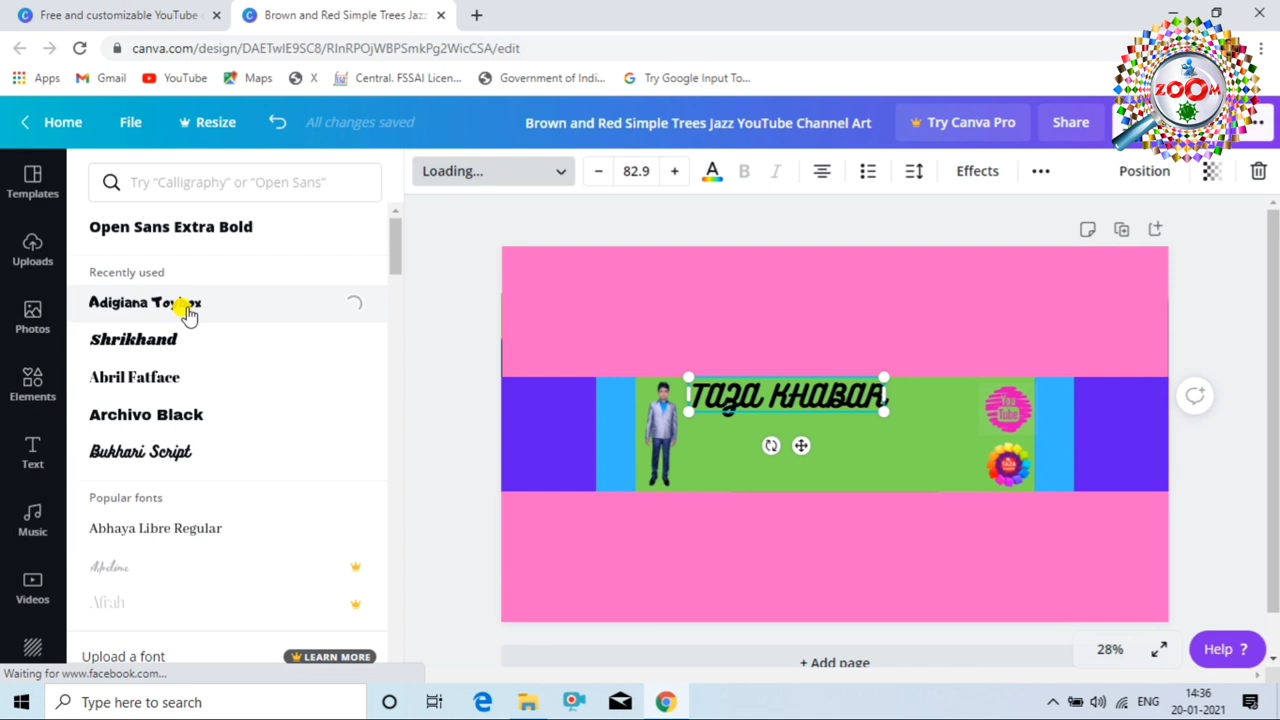 Free and customizable YouTube
Brown and Red Simple Trees Jazz
canva.com/design/DAETwIE9SC8/RInRPOjWBPSmkPg2WicCSA/edit
Apps
Gmail
YouTube
Maps
X
Central. FSSAI Licen...
Government of Indi...
Try Google Input To...
ZOOM
Home
File
Resize
All changes saved
Brown and Red Simple Trees Jazz YouTube Channel Art
Try Canva Pro
Share
Templates
Uploads
Photos
Elements
Text
Music
Videos
Try "Calligraphy" or "Open Sans"
Open Sans Extra Bold
Recently used
Adigiana Toybox
Shrikhand
Abril Fatface
Archivo Black
Bukhari Script
Popular fonts
Abhaya Libre Regular
Afrah
Upload a font
LEARN MORE
Loading...
82.9
A
B
I
Effects
Position
TAZA KHABAR
You
Tube
TAZA
+ Add page
28%
Help ?
Waiting for www.facebook.com...
Type here to search
ENG
14:36
20-01-2021